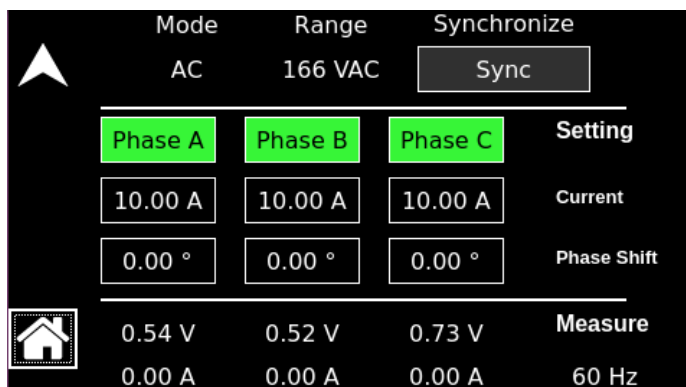 Mode Range Synchronize
AC 166 VAC Sync
Phase A Phase B Phase C Setting
10.00 A 10.00 A 10.00 A Current
0.00 ° 0.00 ° 0.00 ° Phase Shift
0.54 V 0.52 V 0.73 V Measure
0.00 A 0.00 A 0.00 A 60 Hz